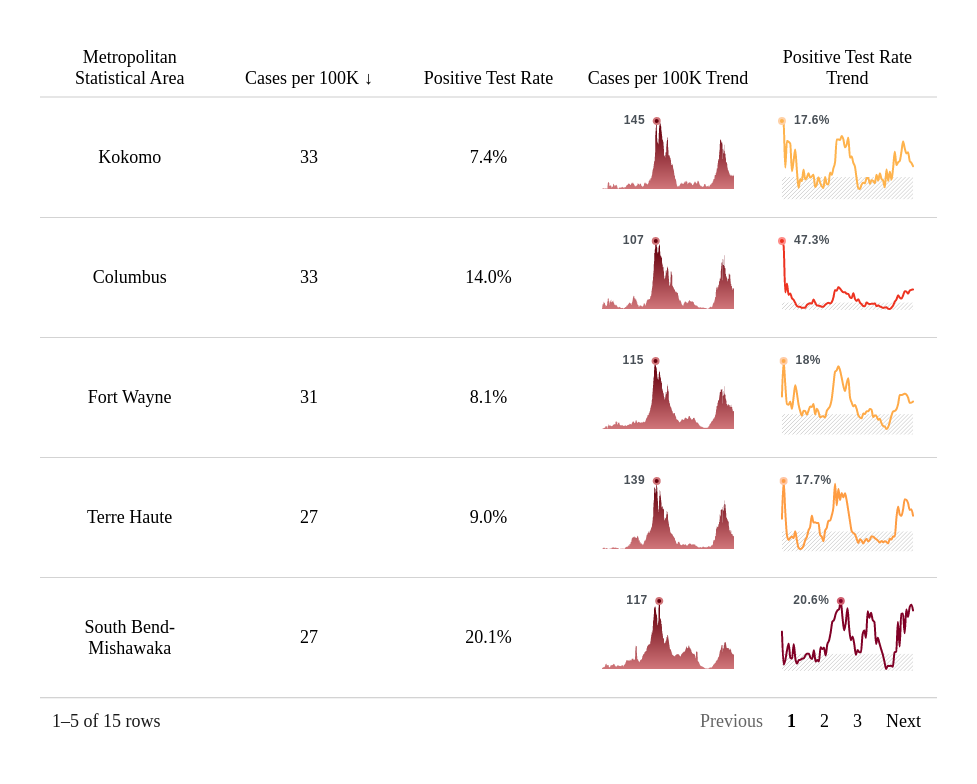 Metropolitan
Statistical Area
Cases per 100K ↓
Positive Test Rate
Cases per 100K Trend
Positive Test Rate
Trend
Kokomo 33 7.4% 145 17.6%
Columbus 33 14.0% 107 47.3%
Fort Wayne 31 8.1% 115 18%
Terre Haute 27 9.0% 139 17.7%
South Bend-
Mishawaka
27 20.1% 117 20.6%
1–5 of 15 rows
Previous 1 2 3 Next